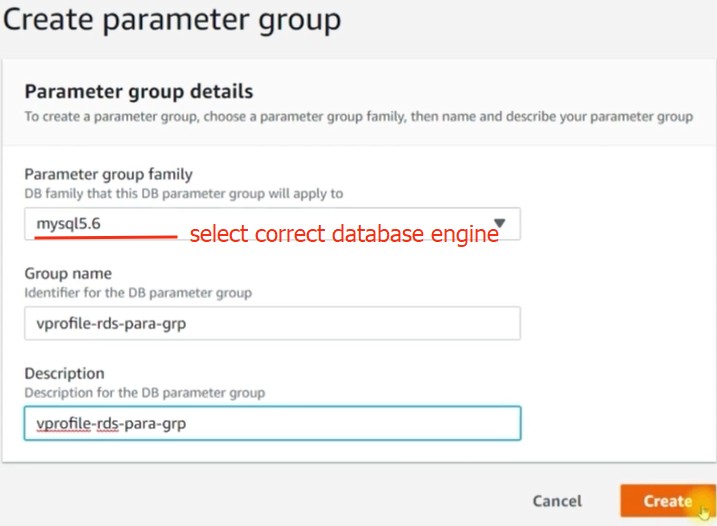 Create parameter group
Parameter group details
To create a parameter group, choose a parameter group family, then name and describe your parameter group
Parameter group family
DB family that this DB parameter group will apply to
mysql5.6
select correct database engine
Group name
Identifier for the DB parameter group
vprofile-rds-para-grp
Description
Description for the DB parameter group
vprofile-rds-para-grp
Cancel Create